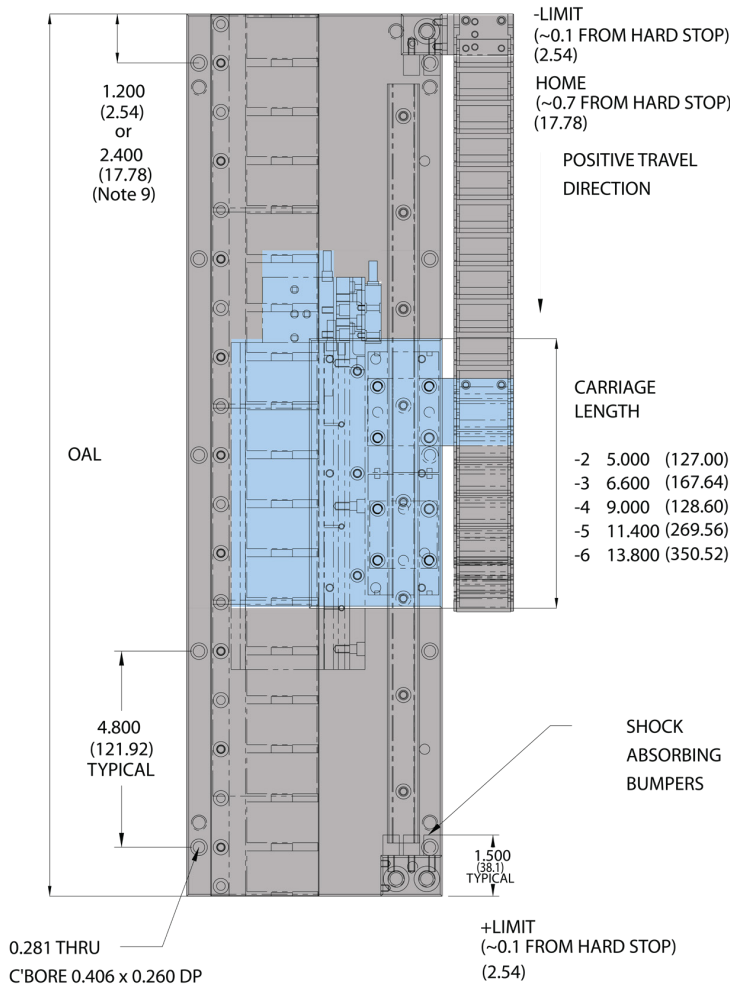 -LIMIT
(~0.1 FROM HARD STOP)
(2.54)
HOME
(~0.7 FROM HARD STOP)
(17.78)
POSITIVE TRAVEL
DIRECTION
1.200
(2.54)
or
2.400
(17.78)
(Note 9)
OAL
CARRIAGE
LENGTH
-2 5.000 (127.00)
-3 6.600 (167.64)
-4 9.000 (128.60)
-5 11.400 (269.56)
-6 13.800 (350.52)
4.800
(121.92)
TYPICAL
SHOCK
ABSORBING
BUMPERS
1.500
(38.1)
TYPICAL
0.281 THRU
C'BORE 0.406 x 0.260 DP
+LIMIT
(~0.1 FROM HARD STOP)
(2.54)